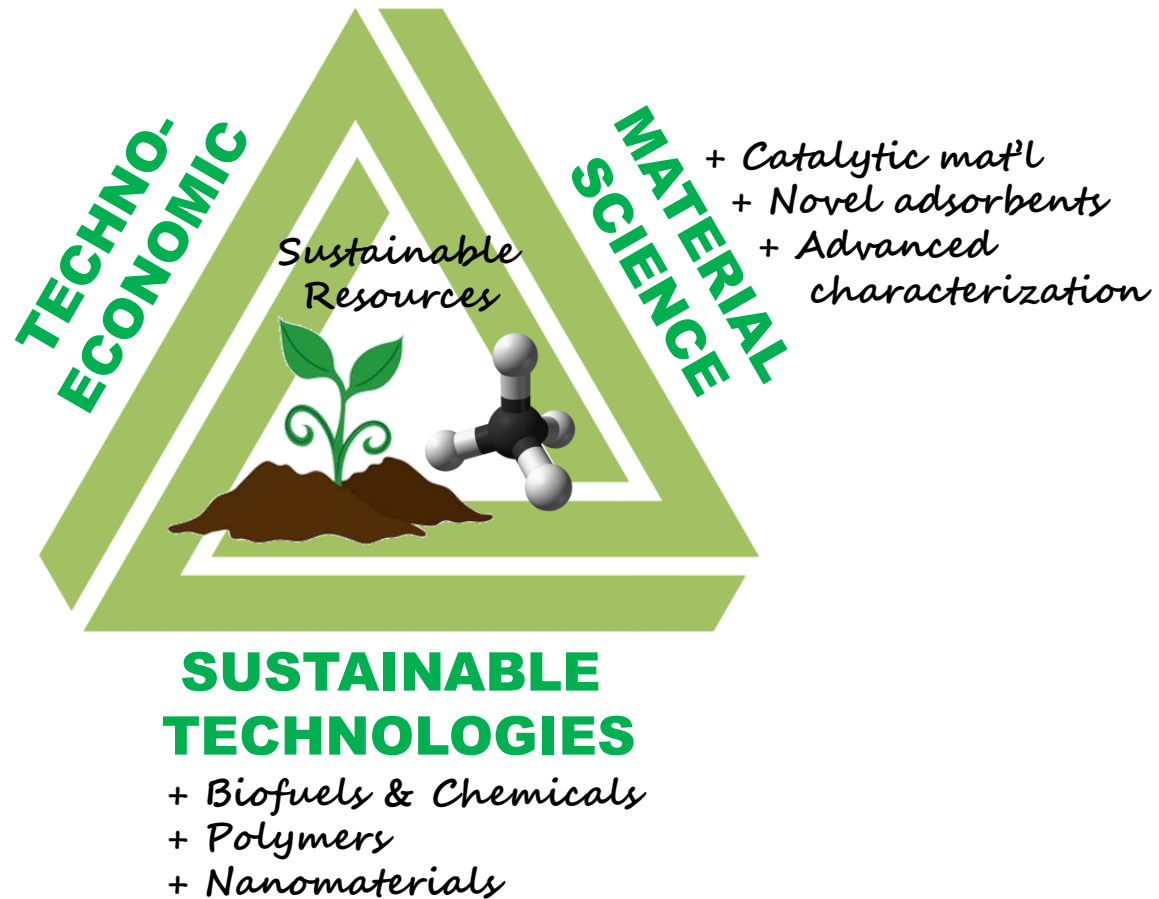 TECHNO-
ECONOMIC
MATERIAL
SCIENCE
+ Catalytic mat'l
+ Novel adsorbents
+ Advanced
characterization
Sustainable
Resources
SUSTAINABLE
TECHNOLOGIES
+ Biofuels & Chemicals
+ Polymers
+ Nanomaterials